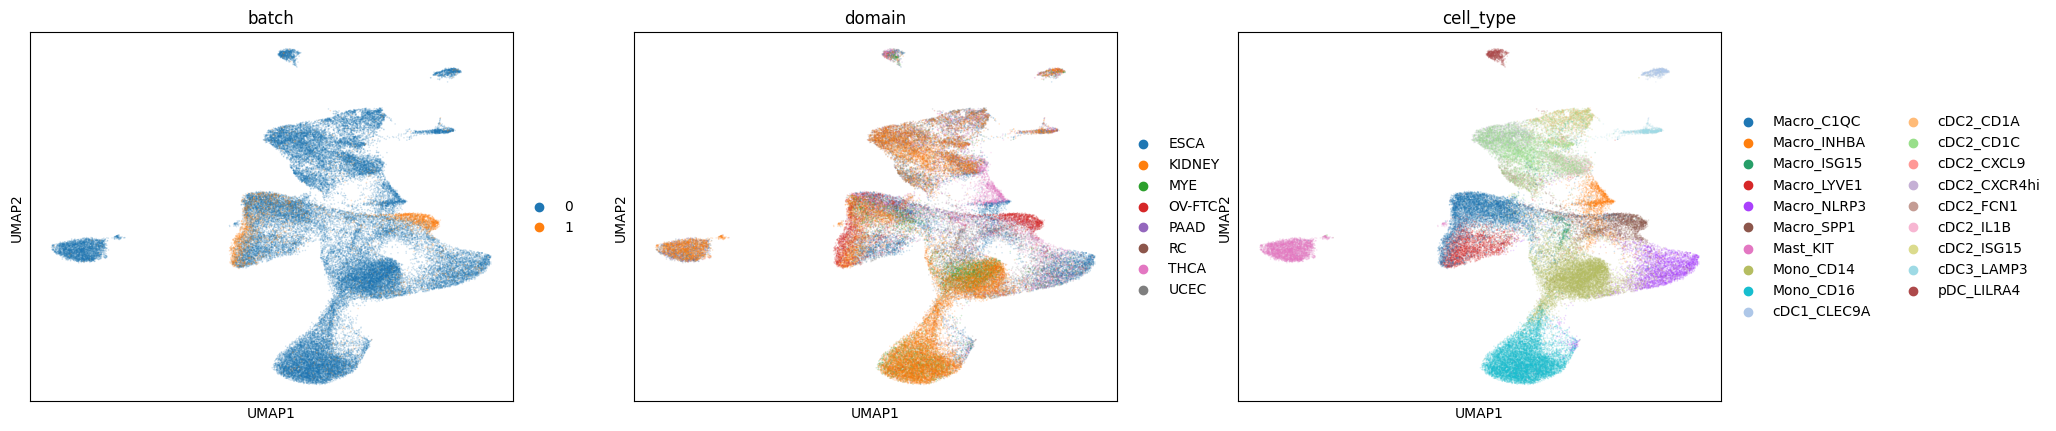 batch
UMAP2
UMAP1
0
1
domain
UMAP2
UMAP1
ESCA
KIDNEY
MYE
OV-FTC
PAAD
RC
THCA
UCEC
cell_type
UMAP2
UMAP1
Macro_C1QC
Macro_INHBA
Macro_ISG15
Macro_LYVE1
Macro_NLRP3
Macro_SPP1
Mast_KIT
Mono_CD14
Mono_CD16
cDC1_CLEC9A
cDC2_CD1A
cDC2_CD1C
cDC2_CXCL9
cDC2_CXCR4hi
cDC2_FCN1
cDC2_IL1B
cDC2_ISG15
cDC3_LAMP3
pDC_LILRA4